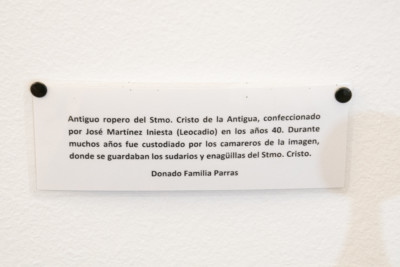 Antiguo ropero del Stmo. Cristo de la Antigua, confeccionado
por José Martínez Iniesta (Leocadio) en los años 40. Durante
muchos años fue custodiado por los camareros de la imagen,
donde se guardaban los sudarios y enagüillas del Stmo. Cristo.
Donado Familia Parras